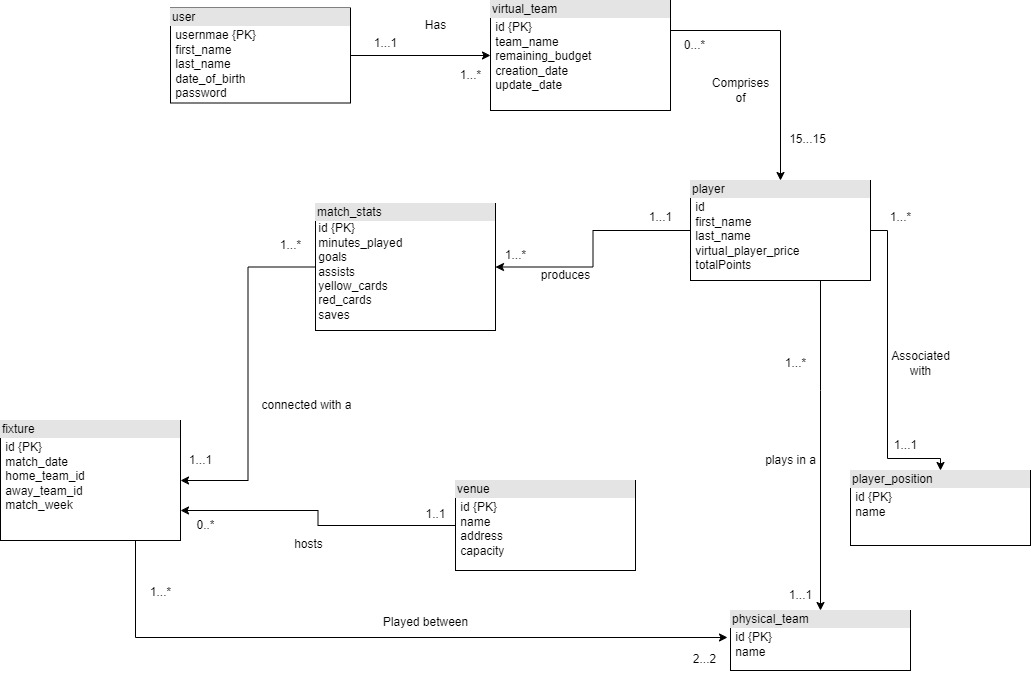 user
usernmae {PK}
first_name
last_name
date_of_birth
password
Has
1...1
1...*
virtual_team
id {PK}
team_name
remaining_budget
creation_date
update_date
0...*
Comprises
of
15...15
player
id
first_name
last_name
virtual_player_price
totalPoints
1...1
1...*
produces
match_stats
id {PK}
minutes_played
goals
assists
yellow_cards
red_cards
saves
1...*
connected with a
1...1
1...*
Associated
with
1...1
player_position
id {PK}
name
1...*
plays in a
1...1
fixture
id {PK}
match_date
home_team_id
away_team_id
match_week
0..*
hosts
1..1
venue
id {PK}
name
address
capacity
1...*
Played between
2...2
physical_team
id {PK}
name